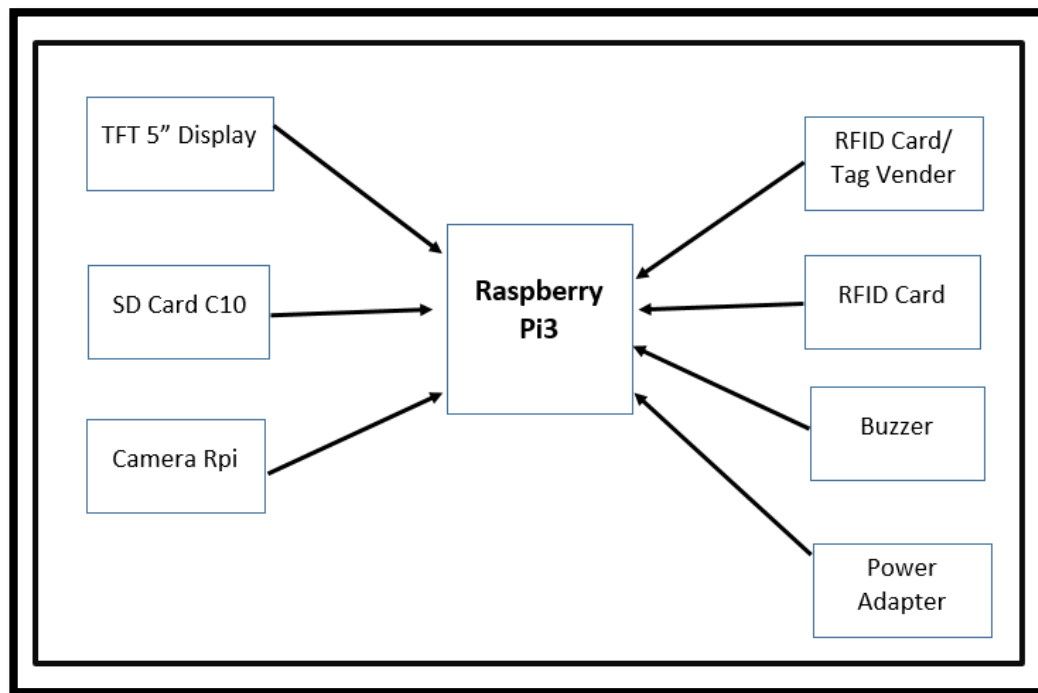 TFT 5” Display
SD Card C10
Camera Rpi
Raspberry
Pi3
RFID Card/
Tag Vender
RFID Card
Buzzer
Power
Adapter